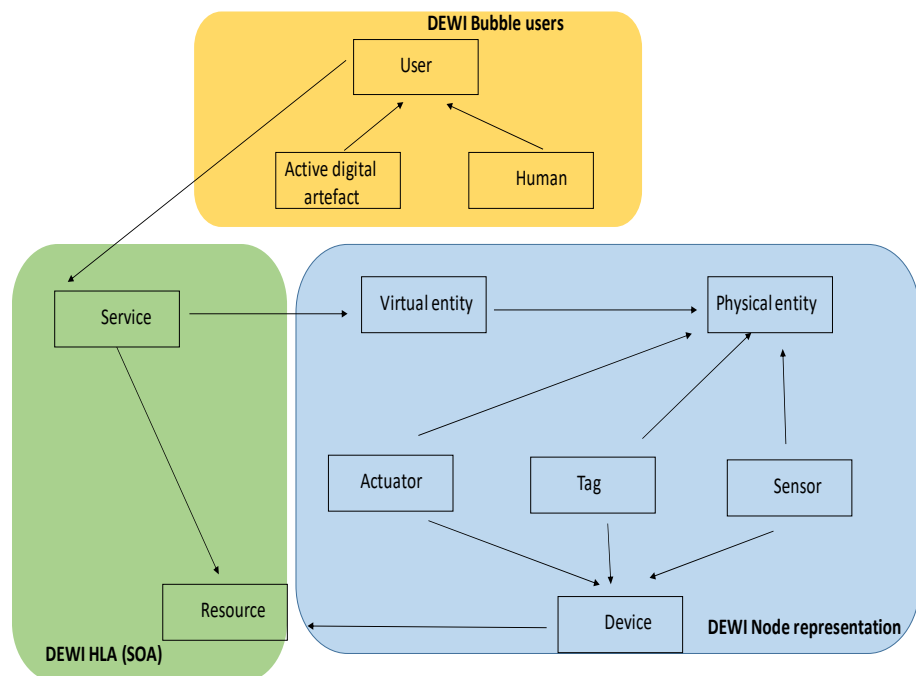 DEWI Bubble users
User
Active digital
artefact
Human
Service
Virtual entity
Physical entity
Actuator
Tag
Sensor
Resource
Device
DEWI HLA (SOA)
DEWI Node representation